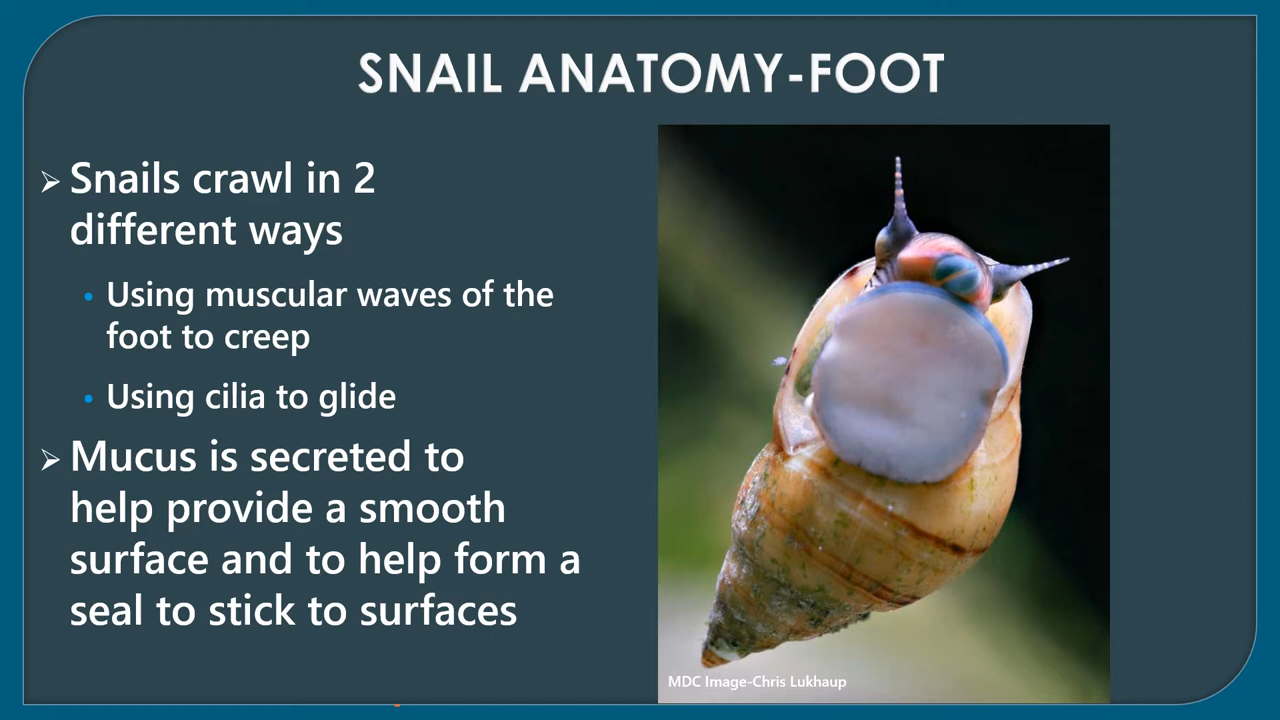 SNAIL ANATOMY-FOOT
Snails crawl in 2
different ways
Using muscular waves of the
foot to creep
Using cilia to glide
Mucus is secreted to
help provide a smooth
surface and to help form a
seal to stick to surfaces
MDC Image-Chris Lukhaup